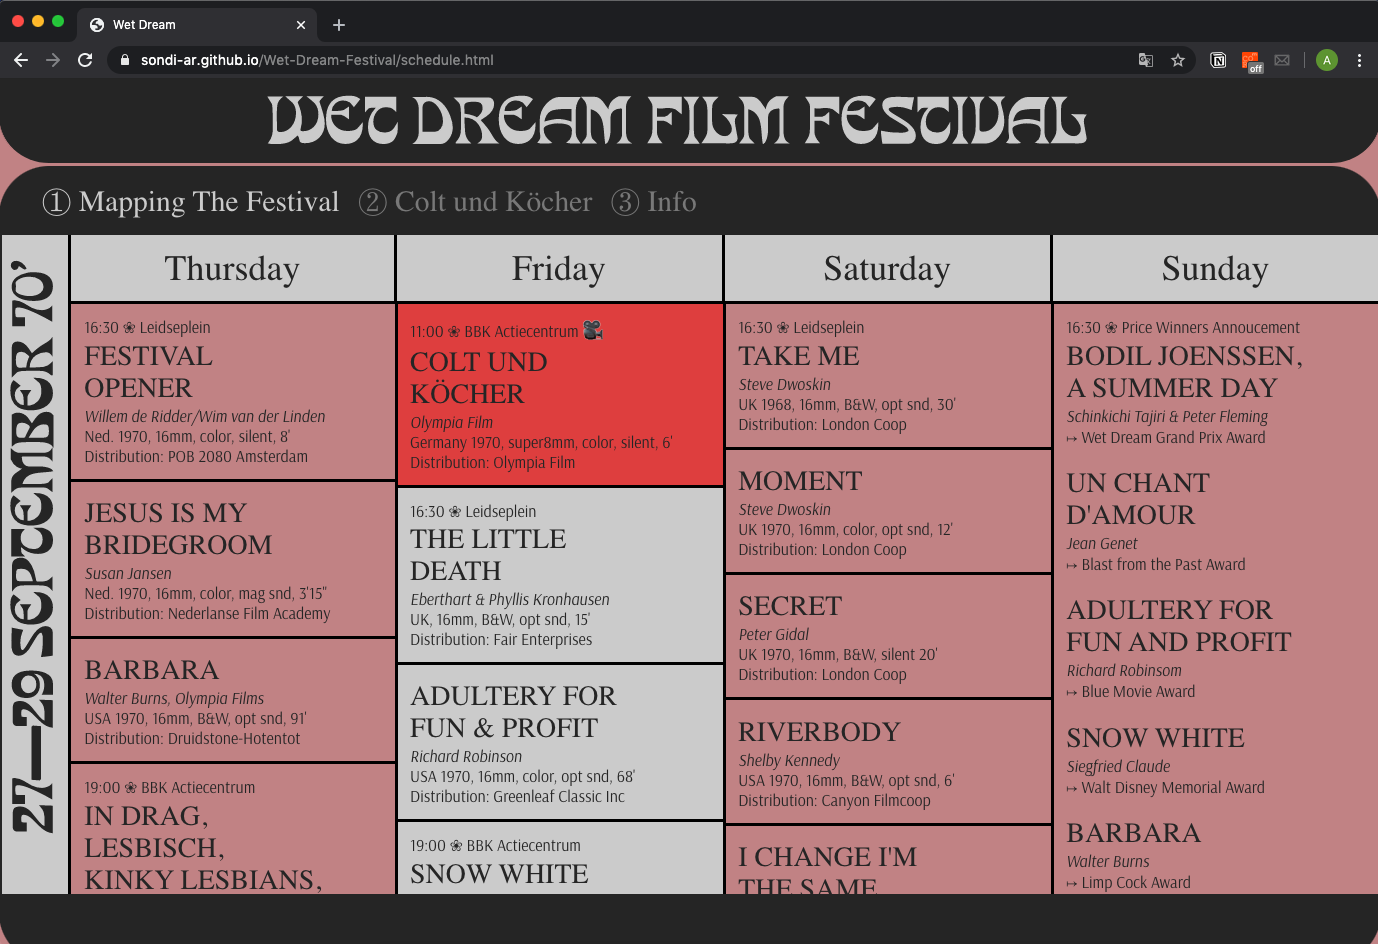 Wet Dream
sondi-ar.github.io/Wet-Dream-Festival/schedule.html
off
A
WET DREAM FILM FESTIVAL
① Mapping The Festival ② Colt und Köcher ③ Info
27—29 SEPTEMBER 70'
Thursday
16:30 ❀ Leidseplein
FESTIVAL
OPENER
Willem de Ridder/Wim van der Linden
Ned. 1970, 16mm, color, silent, 8'
Distribution: POB 2080 Amsterdam
JESUS IS MY
BRIDEGROOM
Susan Jansen
Ned. 1970, 16mm, color, mag snd, 3'15"
Distribution: Nederlanse Film Academy
BARBARA
Walter Burns, Olympia Films
USA 1970, 16mm, B&W, opt snd, 91'
Distribution: Druidstone-Hotentot
19:00 ❀ BBK Actiecentrum
IN DRAG,
LESBISCH,
KINKY LESBIANS,
Friday
11:00 ❀ BBK Actiecentrum 🎥
COLT UND
KÖCHER
Olympia Film
Germany 1970, super8mm, color, silent, 6'
Distribution: Olympia Film
16:30 ❀ Leidseplein
THE LITTLE
DEATH
Eberthart & Phyllis Kronhausen
UK, 16mm, B&W, opt snd, 15'
Distribution: Fair Enterprises
ADULTERY FOR
FUN & PROFIT
Richard Robinson
USA 1970, 16mm, color, opt snd, 68'
Distribution: Greenleaf Classic Inc
19:00 ❀ BBK Actiecentrum
SNOW WHITE
Saturday
16:30 ❀ Leidseplein
TAKE ME
Steve Dwoskin
UK 1968, 16mm, B&W, opt snd, 30'
Distribution: London Coop
MOMENT
Steve Dwoskin
UK 1970, 16mm, color, opt snd, 12'
Distribution: London Coop
SECRET
Peter Gidal
UK 1970, 16mm, B&W, silent 20'
Distribution: London Coop
RIVERBODY
Shelby Kennedy
USA 1970, 16mm, B&W, opt snd, 6'
Distribution: Canyon Filmcoop
I CHANGE I'M
THE SAME
Sunday
16:30 ❀ Price Winners Annoucement
BODIL JOENSSEN,
A SUMMER DAY
Schinkichi Tajiri & Peter Fleming
↦ Wet Dream Grand Prix Award
UN CHANT
D'AMOUR
Jean Genet
↦ Blast from the Past Award
ADULTERY FOR
FUN AND PROFIT
Richard Robinsom
↦ Blue Movie Award
SNOW WHITE
Siegfried Claude
↦ Walt Disney Memorial Award
BARBARA
Walter Burns
↦ Limp Cock Award